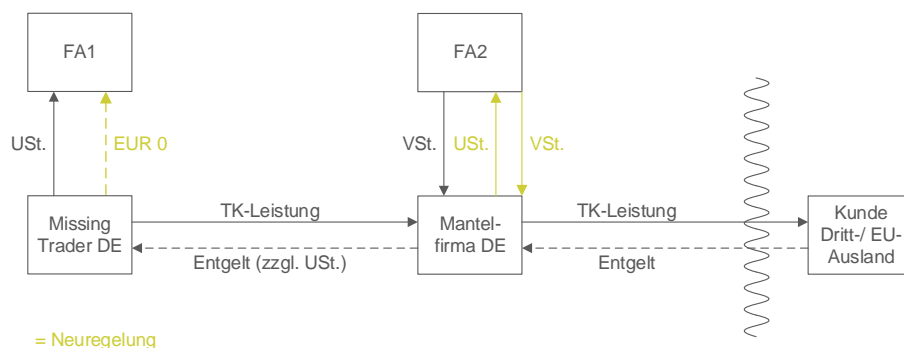 FA1
FA2
USt.
EUR 0
VSt.
USt.
VSt.
Missing
Trader DE
TK-Leistung
Entgelt (zzgl. USt.)
Mantel-
firma DE
TK-Leistung
Entgelt
Kunde
Dritt-/ EU-
Ausland
= Neuregelung